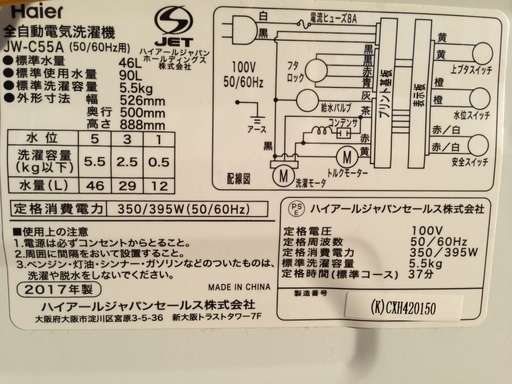 Haier
全自動電気洗濯機
JW-C55A (50/60Hz用)
●標準水量 46L
●標準使用水量 90L
●標準洗濯容量 5.5kg
●外形寸法 幅 526mm
奥行 500mm
高さ 888mm
JET
ハイアールジャパン
ホールディングス
株式会社
水位 5 3 1
洗濯容量 (kg以下) 5.5 2.5 0.5
水量(L) 46 29 12
電流ヒューズ8A
黒
100V
50/60Hz
アース
フタ
ロック
黒
黒
赤
青
灰
給水バルブ
茶
コンデンサ
白
黒
赤
黄
M
洗濯モータ
M
トルクモーター
配線図
プリント基板
表示板
黄
黄
上ブタスイッチ
橙
橙
水位スイッチ
赤/白
赤/白
安全スイッチ
定格消費電力 350/395W(50/60Hz)
■使用上の注意
1.電源は必ずコンセントからとること。
2.周囲に間隔をおいて設置すること。
3.ベンジン・灯油・シンナー・ガソリンなどのついたものは、
洗濯や脱水をしないでください。
2017年製
MADE IN CHINA
ハイアールジャパンセールス株式会社
大阪府大阪市淀川区宮原3-5-36 新大阪トラストタワー7F
PSE ハイアールジャパンセールス株式会社
定格電圧 100V
定格周波数 50/60Hz
定格消費電力 350/395W
標準洗濯容量 5.5kg
定格時間(標準コース) 37分
製造番号
(K)CXH420150